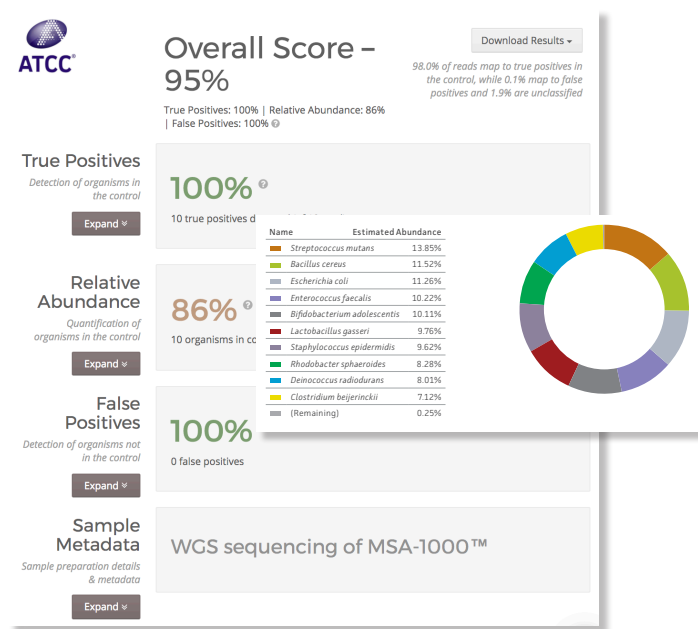 ATCC®
Overall Score –
95%
True Positives: 100% | Relative Abundance: 86%
| False Positives: 100%
Download Results
98.0% of reads map to true positives in
the control, while 0.1% map to false
positives and 1.9% are unclassified
True Positives
Detection of organisms in
the control
Expand
100%
10 true positives
Relative
Abundance
Quantification of
organisms in the control
Expand
86%
10 organisms in
False
Positives
Detection of organisms not
in the control
Expand
100%
0 false positives
Name Estimated Abundance
Streptococcus mutans 13.85%
Bacillus cereus 11.52%
Escherichia coli 11.26%
Enterococcus faecalis 10.22%
Bifidobacterium adolescentis 10.11%
Lactobacillus gasseri 9.76%
Staphylococcus epidermidis 9.62%
Rhodobacter sphaeroides 8.28%
Deinococcus radiodurans 8.01%
Clostridium beijerinckii 7.12%
(Remaining) 0.25%
Sample
Metadata
Sample preparation details
& metadata
Expand
WGS sequencing of MSA-1000™